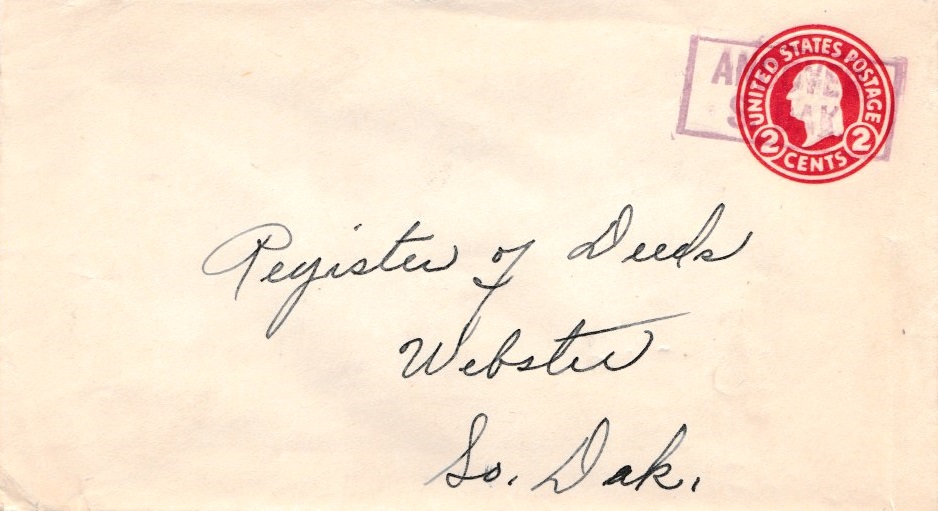 UNITED STATES POSTAGE
2 CENTS 2
Register of Deeds
Webster
So. Dak.